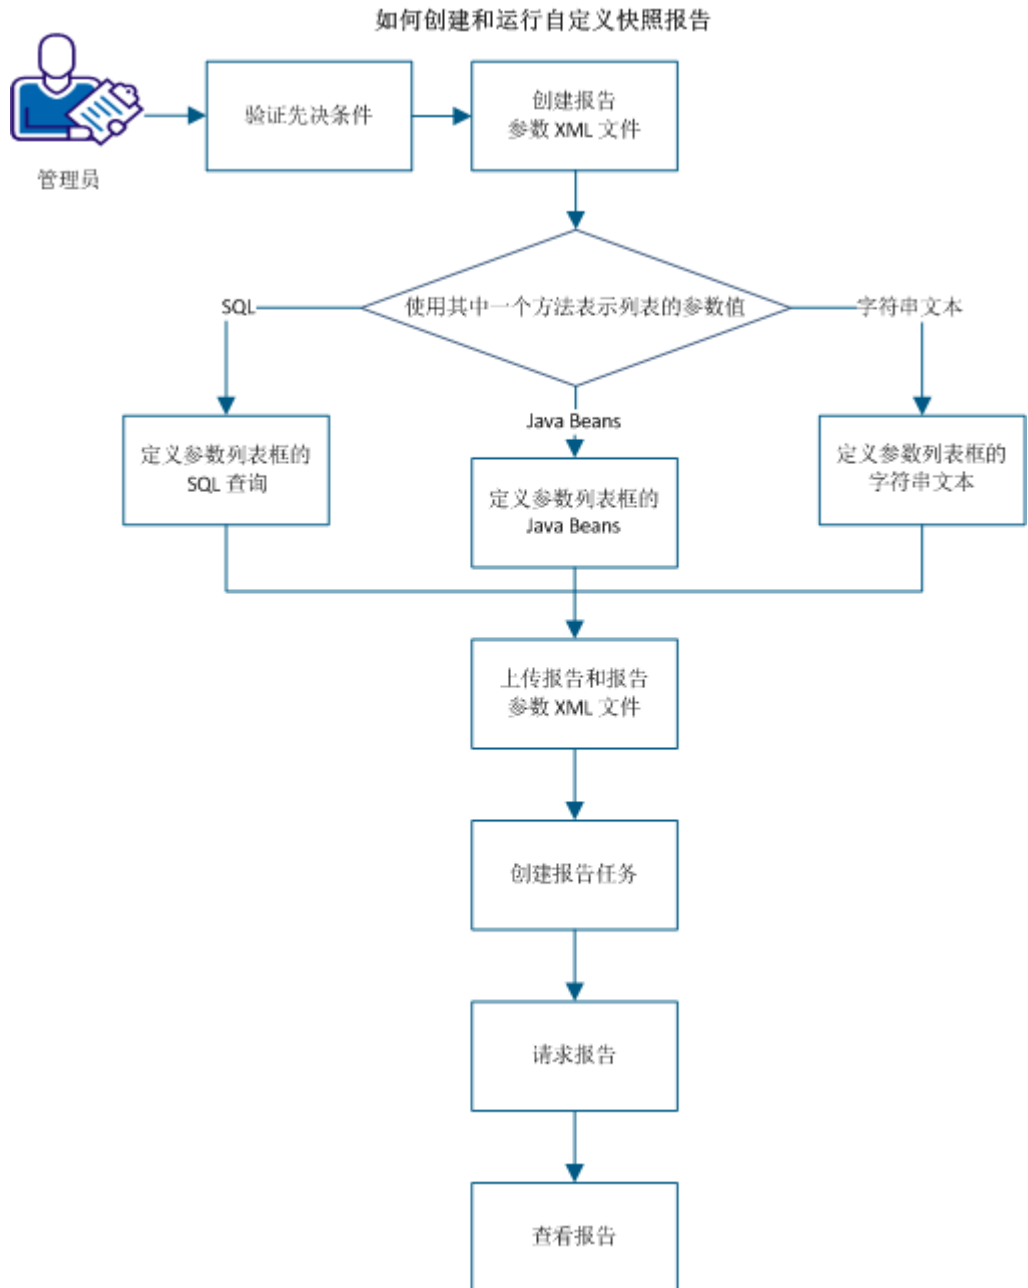 如何创建和运行自定义快照报告
管理员
验证先决条件
创建报告
参数 XML 文件
使用其中一个方法表示列表的参数值
SQL
Java Beans
字符串文本
定义参数列表框的
SQL 查询
定义参数列表框的
Java Beans
定义参数列表框的
字符串文本
上传报告和报告
参数 XML 文件
创建报告任务
请求报告
查看报告